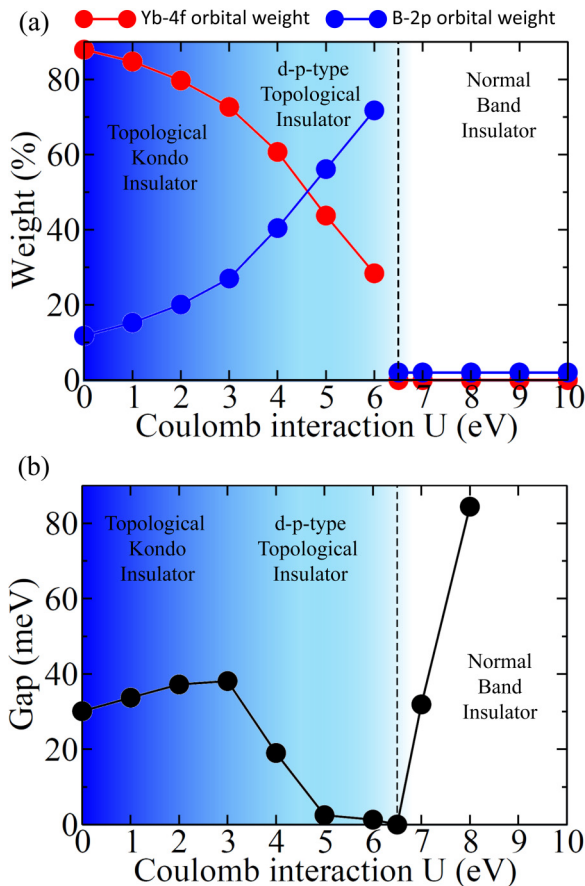 (a) Yb-4f orbital weight B-2p orbital weight
Weight (%)
80
60
40
20
0
Topological
Kondo
Insulator
d-p-type
Topological
Insulator
Normal
Band
Insulator
0 1 2 3 4 5 6 7 8 9 10
Coulomb interaction U (eV)
(b)
Gap (meV)
80
60
40
20
0
Topological
Kondo
Insulator
d-p-type
Topological
Insulator
Normal
Band
Insulator
0 1 2 3 4 5 6 7 8 9 10
Coulomb interaction U (eV)